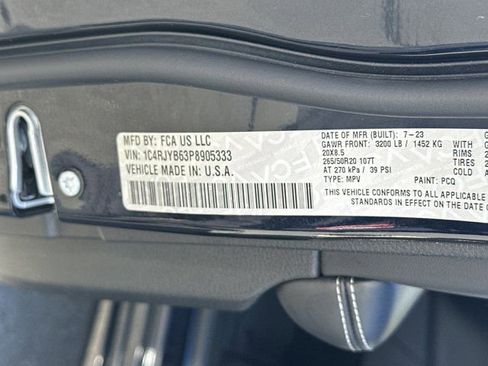 MFD BY: FCA US LLC
VIN: 1C4RJYB63P8905333
VEHICLE MADE IN: U.S.A.
DATE OF MFR (BUILT): 7-23
GAWR FRONT: 3200 LB / 1452 KG WITH
20X8.5 RIMS
265/50R20 107T TIRES
AT 270 kPa / 39 PSI COLD
TYPE: MPV PAINT: PCQ
THIS VEHICLE CONFORMS TO ALL APPLICABLE
STANDARDS IN EFFECT ON THE DATE